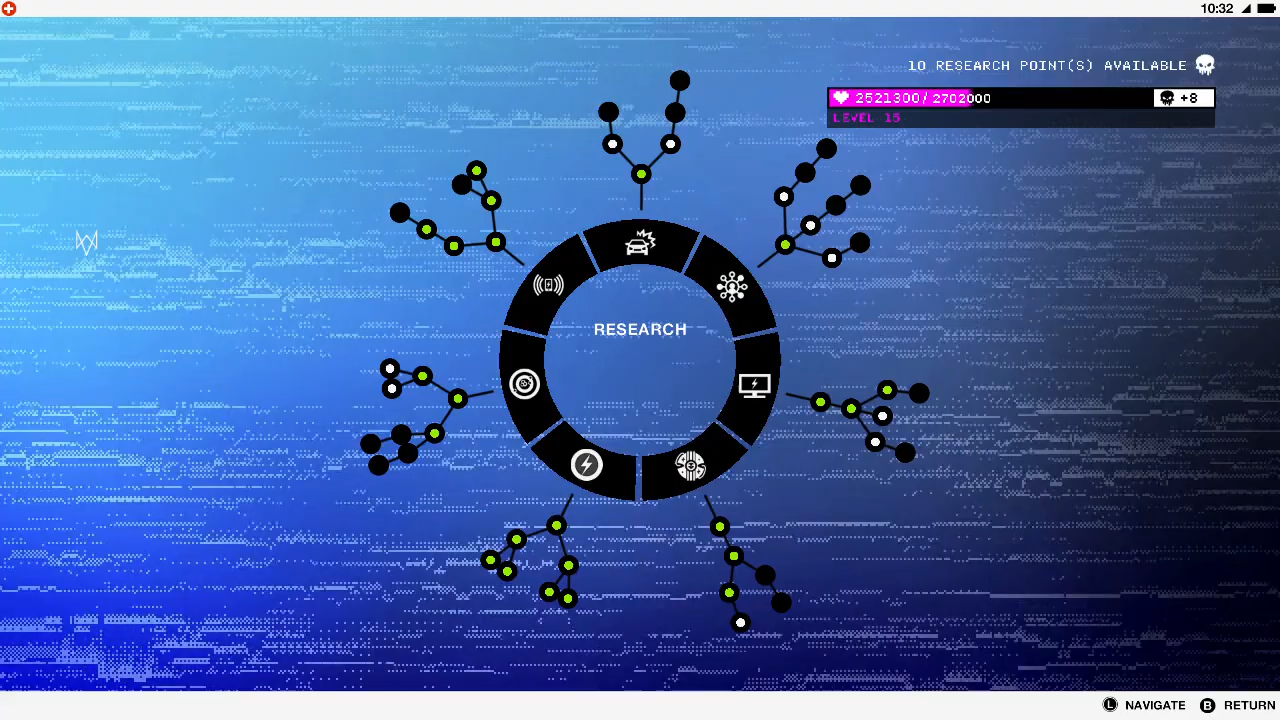 10:32
10 RESEARCH POINT(S) AVAILABLE
2521300/2702000 +8
LEVEL 15
RESEARCH
L NAVIGATE B RETURN